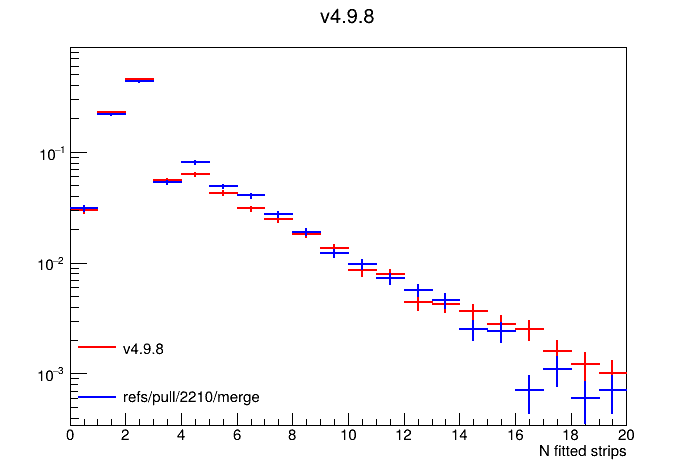 v4.9.8
10⁻¹
10⁻²
10⁻³
v4.9.8
refs/pull/2210/merge
0 2 4 6 8 10 12 14 16 18 20
N fitted strips